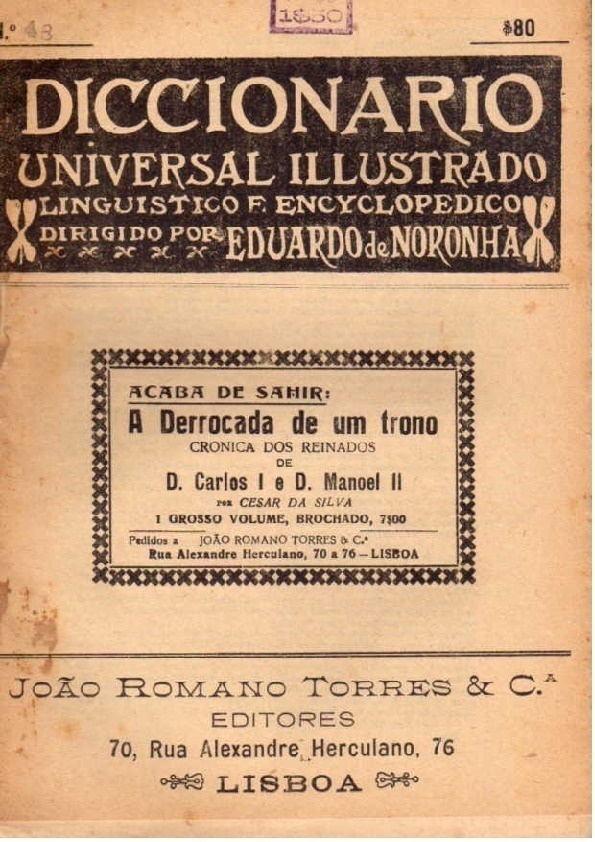 N.º 48
1$50
$80
DICCIONARIO
UNIVERSAL ILLUSTRADO
LINGUISTICO E ENCYCLOPEDICO
DIRIGIDO POR EDUARDO de NORONHA
ACABA DE SAHIR:
A Derrocada de um trono
CRONICA DOS REINADOS
DE
D. Carlos I e D. Manoel II
POR CESAR DA SILVA
1 GROSSO VOLUME, BROCHADO, 7$00
Pedidos a JOÃO ROMANO TORRES & C.ª
Rua Alexandre Herculano, 70 a 76 — LISBOA
JOÃO ROMANO TORRES & C.ª
EDITORES
70, Rua Alexandre Herculano, 76
LISBOA